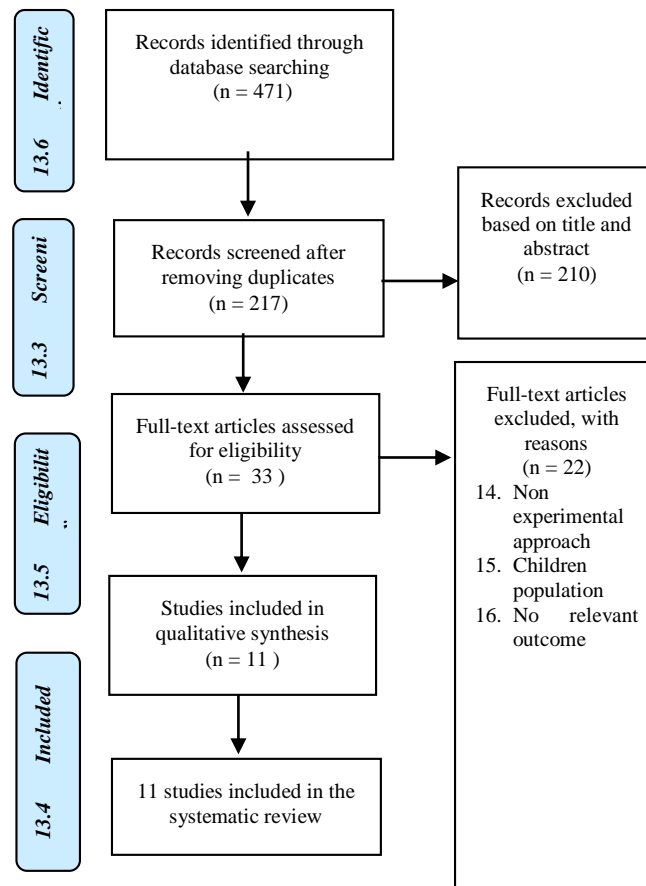 13.6 Identific
Records identified through
database searching
(n = 471)
13.3 Screeni
Records screened after
removing duplicates
(n = 217)
Records excluded
based on title and
abstract
(n = 210)
13.5 Eligibilit
Full-text articles assessed
for eligibility
(n = 33 )
Full-text articles
excluded, with
reasons
(n = 22)
14. Non
experimental
approach
15. Children
population
16. No relevant
outcome
Studies included in
qualitative synthesis
(n = 11 )
13.4 Included
11 studies included in the
systematic review